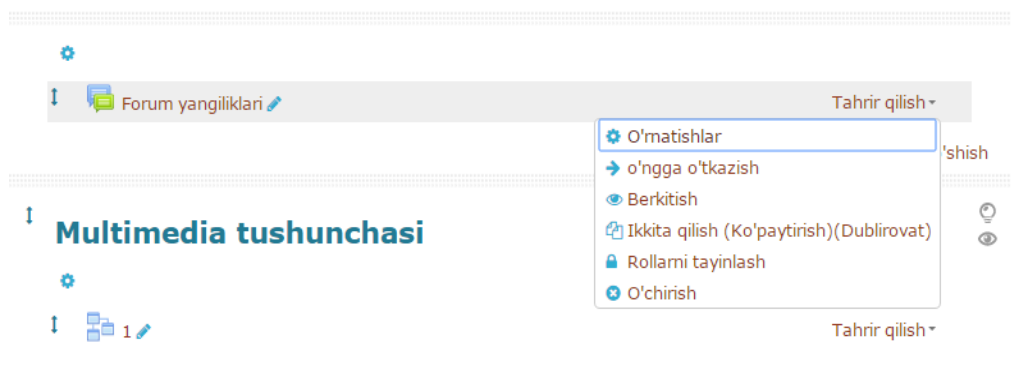 Forum yangiliklari
Tahrir qilish
O'rnatishlar
'shish
o'ngga o'tkazish
Berkitish
Multimedia tushunchasi
Ikkita qilish (Ko'paytirish)(Dublirovat)
Rollarni tayinlash
O'chirish
1
Tahrir qilish